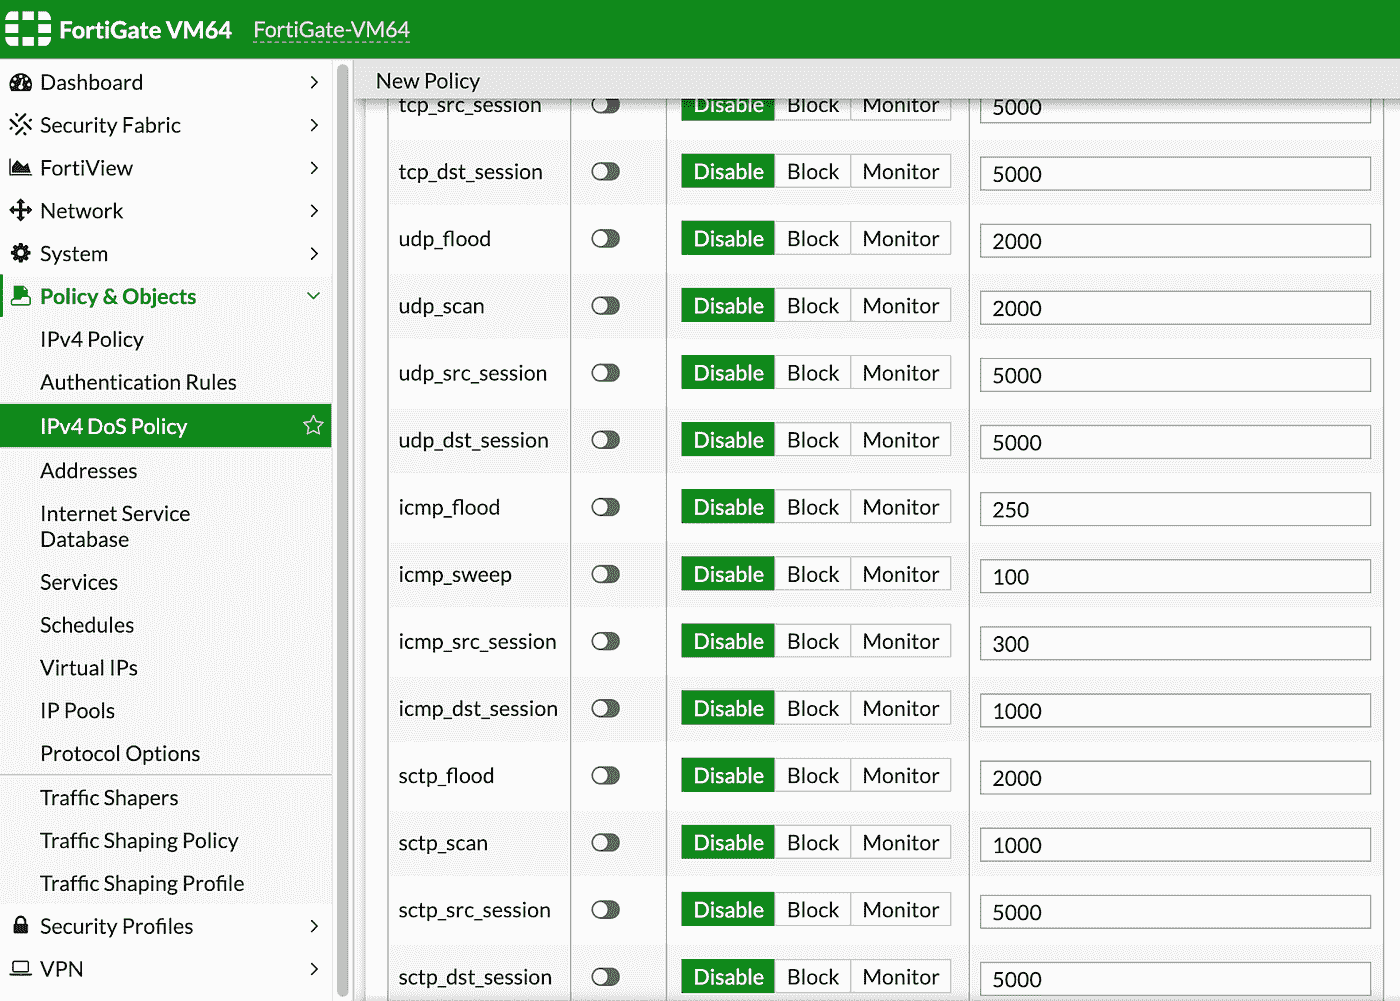 FortiGate VM64 FortiGate-VM64
Dashboard
Security Fabric
FortiView
Network
System
Policy & Objects
IPv4 Policy
Authentication Rules
IPv4 DoS Policy
Addresses
Internet Service
Database
Services
Schedules
Virtual IPs
IP Pools
Protocol Options
Traffic Shapers
Traffic Shaping Policy
Traffic Shaping Profile
Security Profiles
VPN
New Policy
tcp_src_session Disable Block Monitor 5000
tcp_dst_session Disable Block Monitor 5000
udp_flood Disable Block Monitor 2000
udp_scan Disable Block Monitor 2000
udp_src_session Disable Block Monitor 5000
udp_dst_session Disable Block Monitor 5000
icmp_flood Disable Block Monitor 250
icmp_sweep Disable Block Monitor 100
icmp_src_session Disable Block Monitor 300
icmp_dst_session Disable Block Monitor 1000
sctp_flood Disable Block Monitor 2000
sctp_scan Disable Block Monitor 1000
sctp_src_session Disable Block Monitor 5000
sctp_dst_session Disable Block Monitor 5000